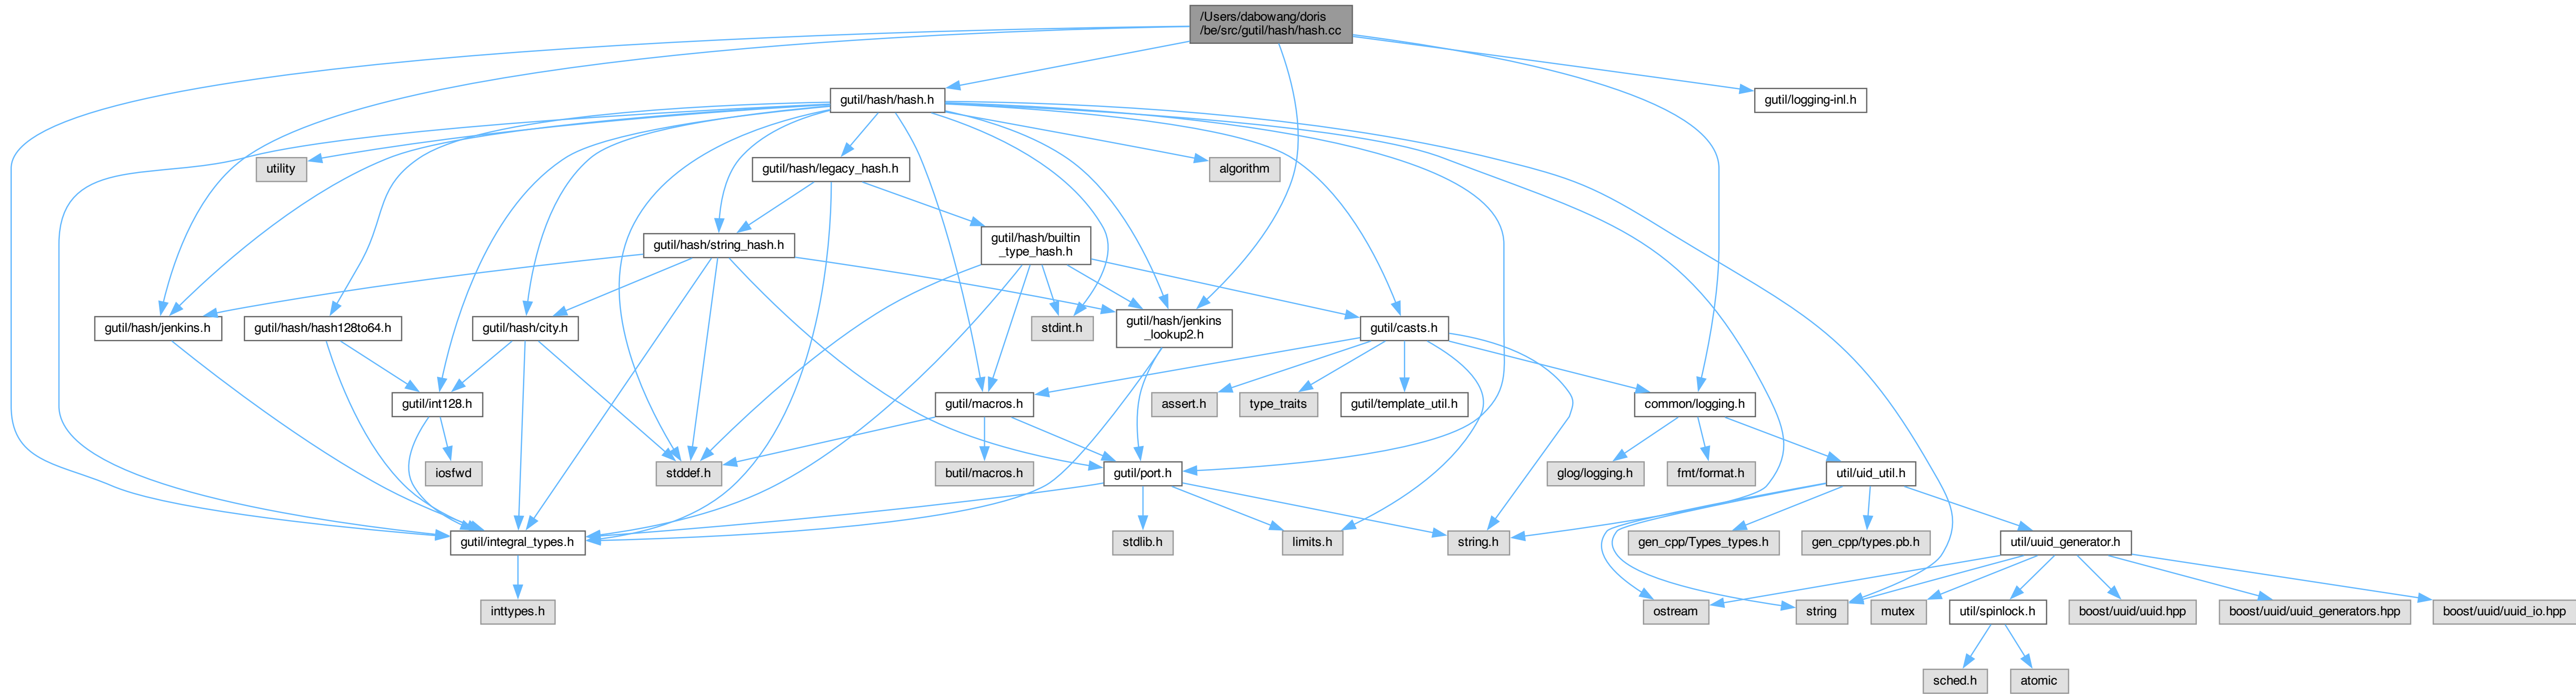 /Users/dabowang/doris
/be/src/gutil/hash/hash.cc
gutil/hash/hash.h
gutil/logging-inl.h
utility
gutil/hash/legacy_hash.h
algorithm
gutil/hash/string_hash.h
gutil/hash/builtin
_type_hash.h
gutil/hash/jenkins.h
gutil/hash/hash128to64.h
gutil/hash/city.h
stdint.h
gutil/hash/jenkins
_lookup2.h
gutil/casts.h
gutil/int128.h
gutil/macros.h
assert.h
type_traits
gutil/template_util.h
common/logging.h
iosfwd
stddef.h
butil/macros.h
gutil/port.h
glog/logging.h
fmt/format.h
util/uid_util.h
gutil/integral_types.h
stdlib.h
limits.h
string.h
gen_cpp/Types_types.h
gen_cpp/types.pb.h
util/uuid_generator.h
inttypes.h
ostream
string
mutex
util/spinlock.h
boost/uuid/uuid.hpp
boost/uuid/uuid_generators.hpp
boost/uuid/uuid_io.hpp
sched.h
atomic